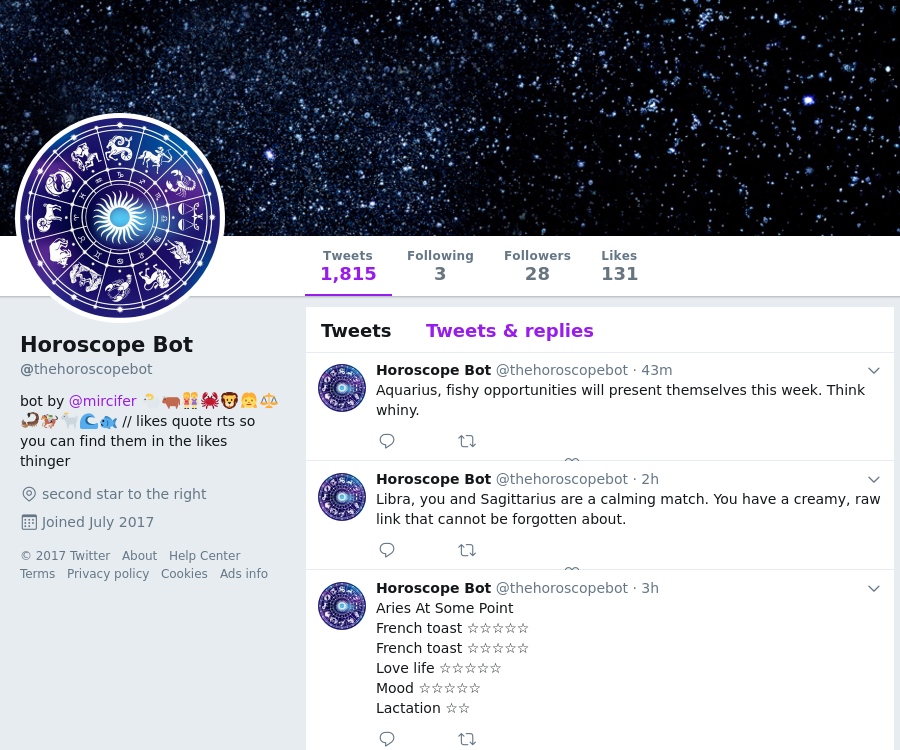 Tweets
1,815
Following
3
Followers
28
Likes
131
Horoscope Bot
@thehoroscopebot
bot by @mircifer
// likes quote rts so
you can find them in the likes
thinger
second star to the right
Joined July 2017
© 2017 Twitter About Help Center
Terms Privacy policy Cookies Ads info
Tweets Tweets & replies
Horoscope Bot @thehoroscopebot · 43m
Aquarius, fishy opportunities will present themselves this week. Think
whiny.
Horoscope Bot @thehoroscopebot · 2h
Libra, you and Sagittarius are a calming match. You have a creamy, raw
link that cannot be forgotten about.
Horoscope Bot @thehoroscopebot · 3h
Aries At Some Point
French toast ☆☆☆☆☆
French toast ☆☆☆☆☆
Love life ☆☆☆☆☆
Mood ☆☆☆☆☆
Lactation ☆☆